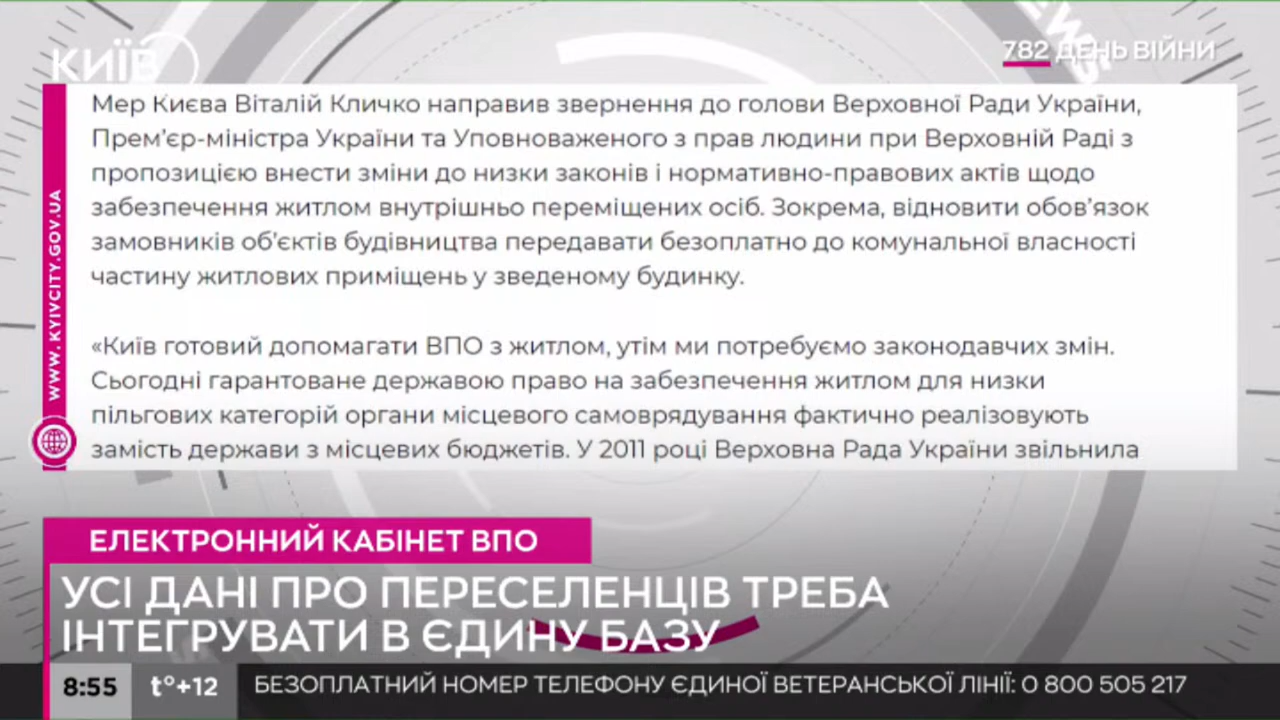 КИЇВ
782 ДЕНЬ ВІЙНИ
NEWS
Мер Києва Віталій Кличко направив звернення до голови Верховної Ради України,
Прем'єр-міністра України та Уповноваженого з прав людини при Верховній Раді з
пропозицією внести зміни до низки законів і нормативно-правових актів щодо
забезпечення житлом внутрішньо переміщених осіб. Зокрема, відновити обов'язок
замовників об'єктів будівництва передавати безоплатно до комунальної власності
частину житлових приміщень у зведеному будинку.
«Київ готовий допомагати ВПО з житлом, утім ми потребуємо законодавчих змін.
Сьогодні гарантоване державою право на забезпечення житлом для низки
пільгових категорій органи місцевого самоврядування фактично реалізовують
замість держави з місцевих бюджетів. У 2011 році Верховна Рада України звільнила
WWW.KYIVCITY.GOV.UA
ЕЛЕКТРОННИЙ КАБІНЕТ ВПО
УСІ ДАНІ ПРО ПЕРЕСЕЛЕНЦІВ ТРЕБА
ІНТЕГРУВАТИ В ЄДИНУ БАЗУ
8:55 t°+12 БЕЗОПЛАТНИЙ НОМЕР ТЕЛЕФОНУ ЄДИНОЇ ВЕТЕРАНСЬКОЇ ЛІНІЇ: 0 800 505 217